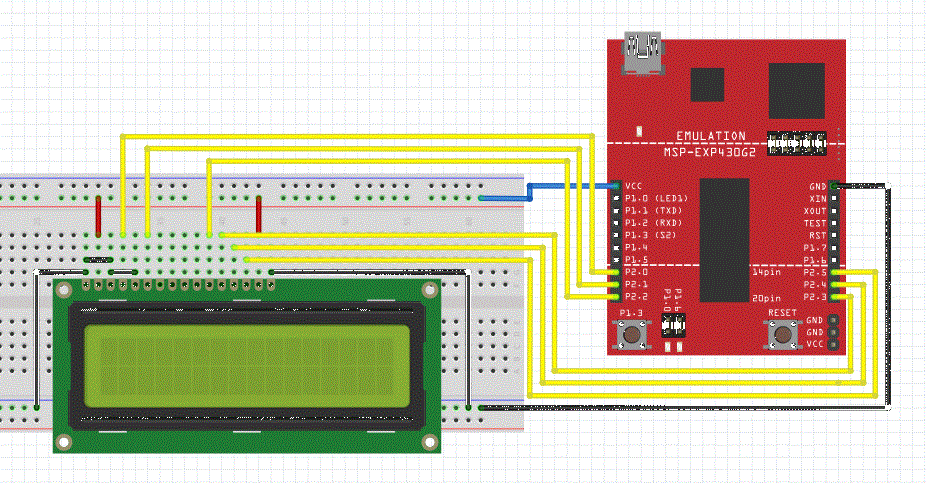 EMULATION
MSP-EXP430G2
VCC
P1.0 (LED1)
P1.1 (TXD)
P1.2 (RXD)
P1.3 (S2)
P1.4
P1.5
P2.0
P2.1
P2.2
GND
XIN
XOUT
TEST
RST
P1.7
P1.6
P2.5
P2.4
P2.3
14pin
20pin
P1.0
P1.6
P1.3
RESET
GND
GND
VCC